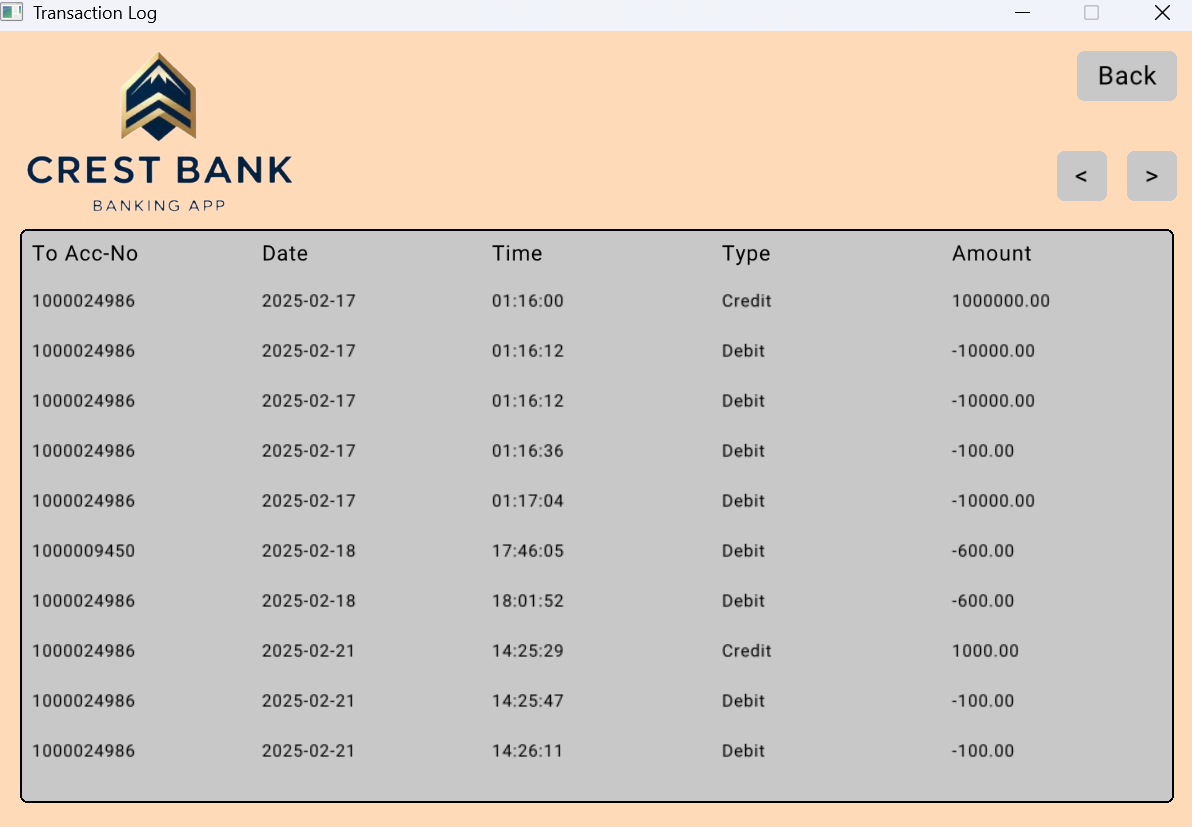 Transaction Log
Back
CREST BANK
BANKING APP
< >
To Acc-No Date Time Type Amount
1000024986 2025-02-17 01:16:00 Credit 1000000.00
1000024986 2025-02-17 01:16:12 Debit -10000.00
1000024986 2025-02-17 01:16:12 Debit -10000.00
1000024986 2025-02-17 01:16:36 Debit -100.00
1000024986 2025-02-17 01:17:04 Debit -10000.00
1000009450 2025-02-18 17:46:05 Debit -600.00
1000024986 2025-02-18 18:01:52 Debit -600.00
1000024986 2025-02-21 14:25:29 Credit 1000.00
1000024986 2025-02-21 14:25:47 Debit -100.00
1000024986 2025-02-21 14:26:11 Debit -100.00